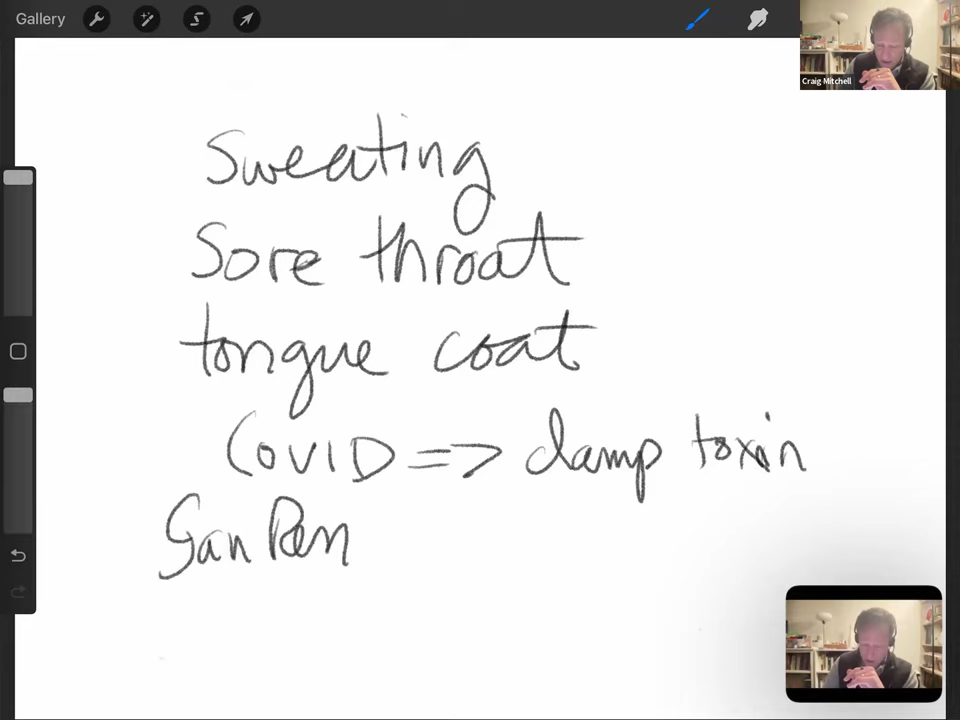 Gallery
Craig Mitchell
Sweating
Sore throat
tongue coat
COVID => damp toxin
San Ren